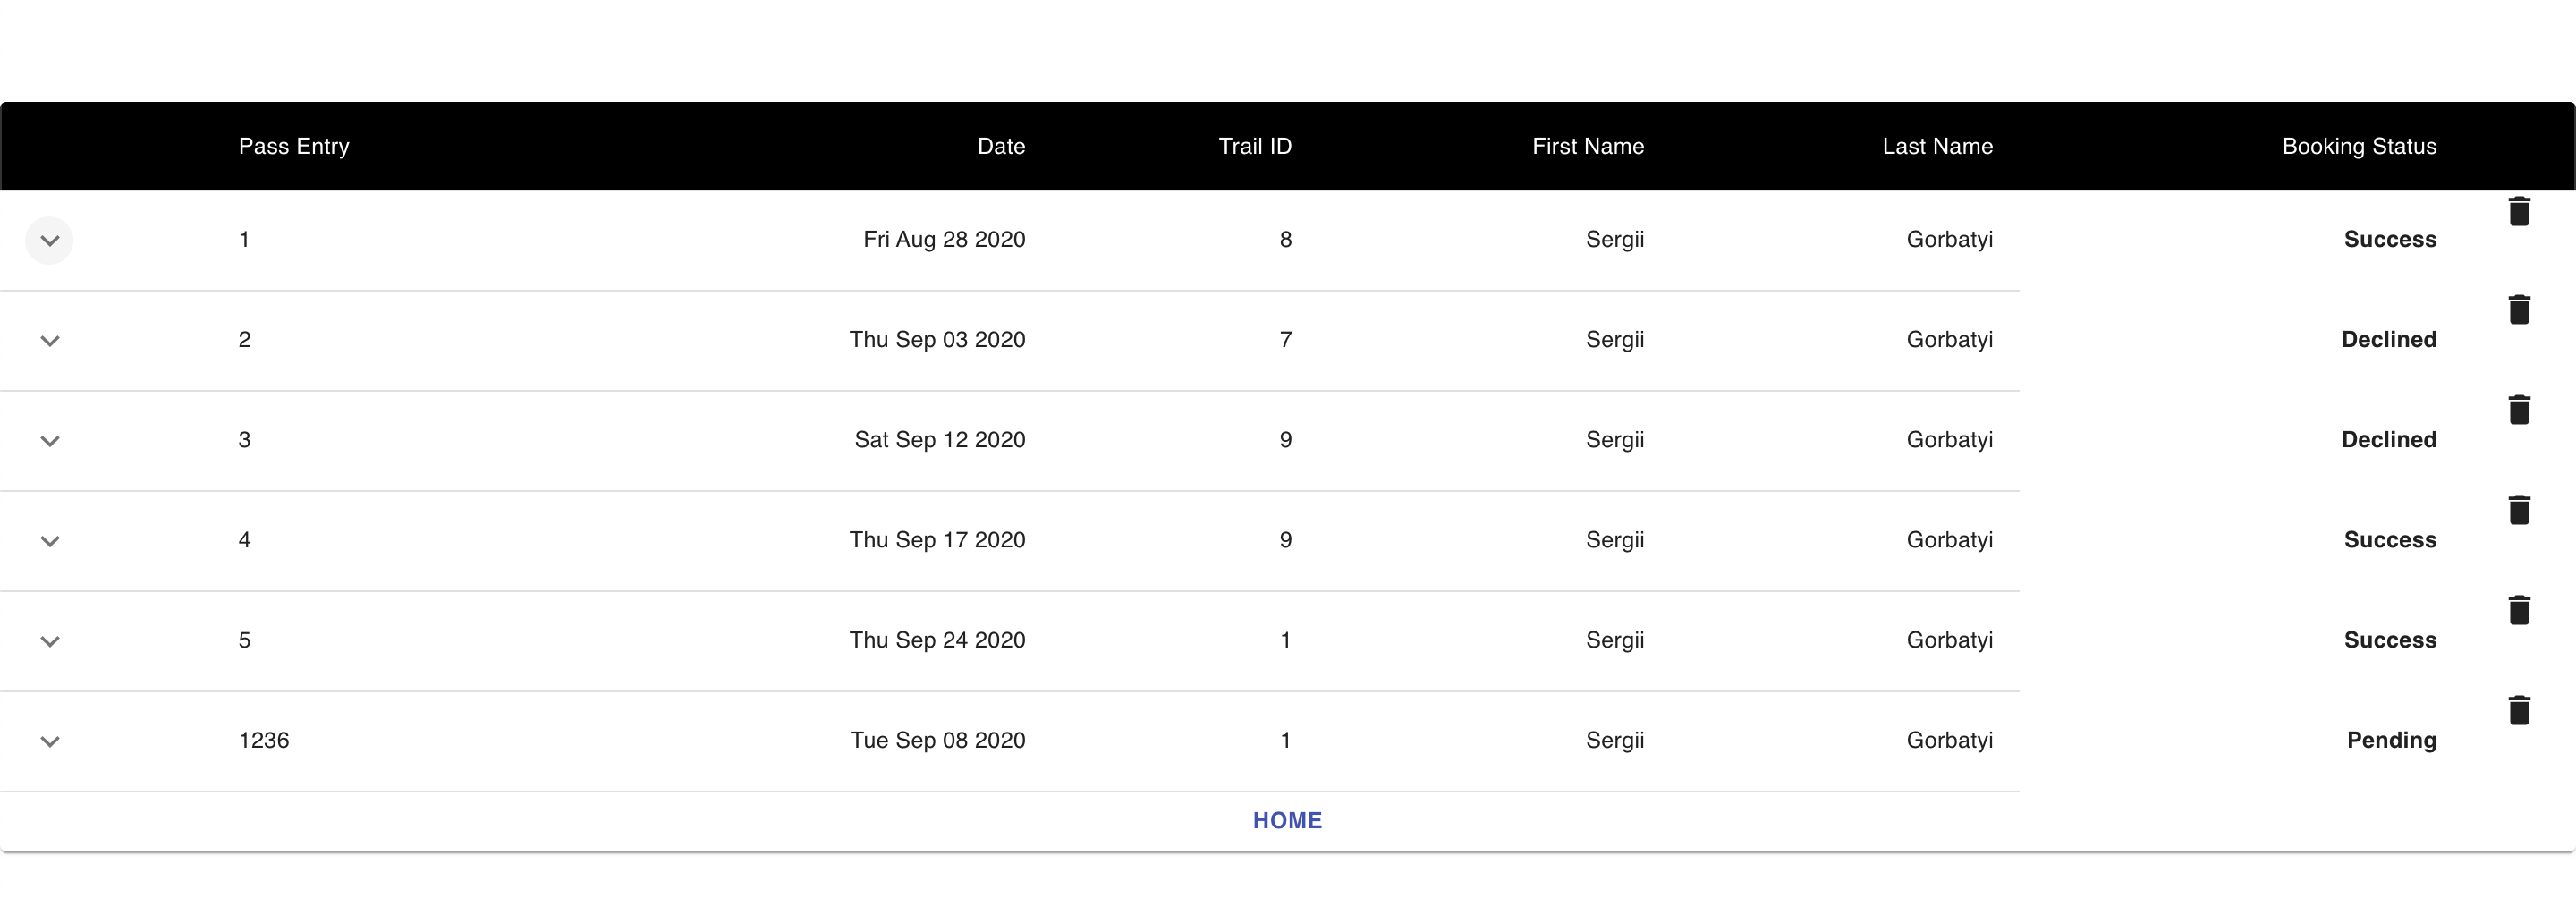 Pass Entry Date Trail ID First Name Last Name Booking Status
1 Fri Aug 28 2020 8 Sergii Gorbatyi Success
2 Thu Sep 03 2020 7 Sergii Gorbatyi Declined
3 Sat Sep 12 2020 9 Sergii Gorbatyi Declined
4 Thu Sep 17 2020 9 Sergii Gorbatyi Success
5 Thu Sep 24 2020 1 Sergii Gorbatyi Success
1236 Tue Sep 08 2020 1 Sergii Gorbatyi Pending
HOME